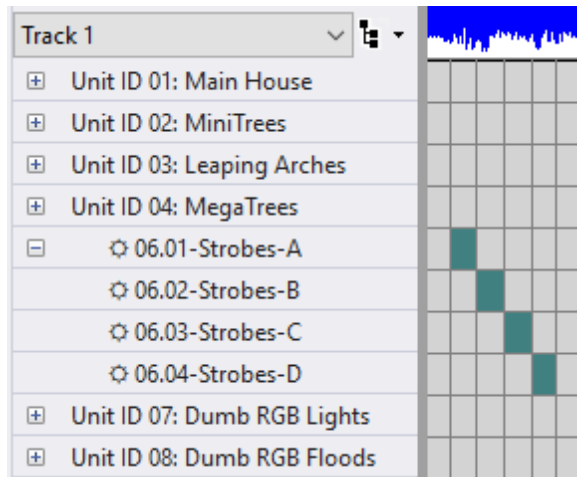 Track 1
Unit ID 01: Main House
Unit ID 02: MiniTrees
Unit ID 03: Leaping Arches
Unit ID 04: MegaTrees
06.01-Strobes-A
06.02-Strobes-B
06.03-Strobes-C
06.04-Strobes-D
Unit ID 07: Dumb RGB Lights
Unit ID 08: Dumb RGB Floods